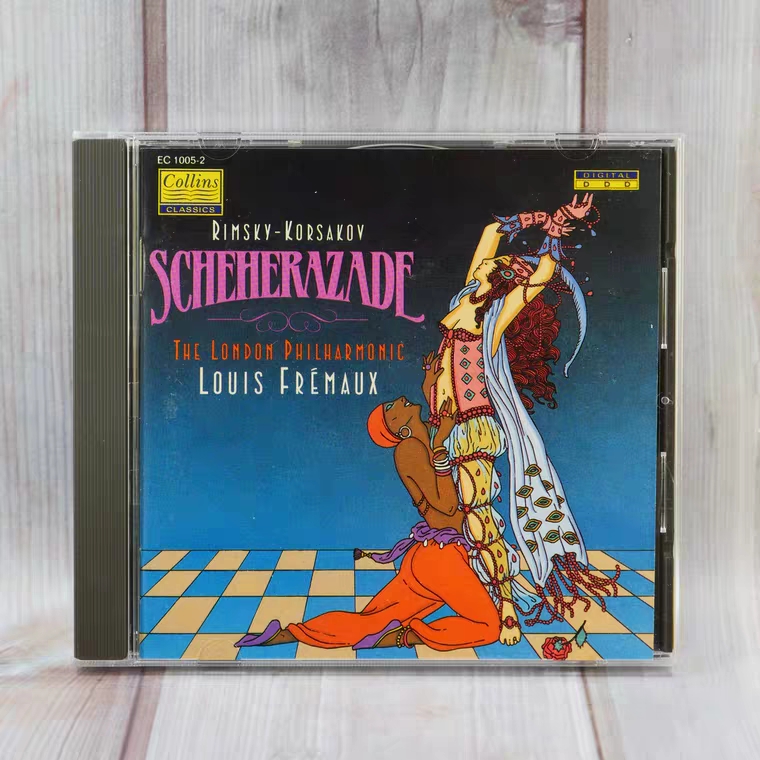 EC 1005-2
Collins
CLASSICS
DIGITAL
DDD
RIMSKY-KORSAKOV
SCHEHERAZADE
THE LONDON PHILHARMONIC
LOUIS FRÉMAUX